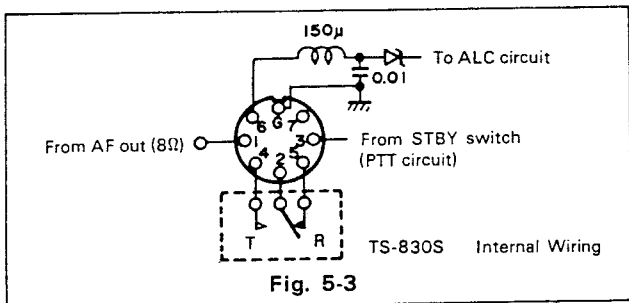 150μ
To ALC circuit
0.01
6 G 7
From AF out (8Ω) 1 3 From STBY switch
(PTT circuit)
4 2 5
T R TS-830S Internal Wiring
Fig. 5-3